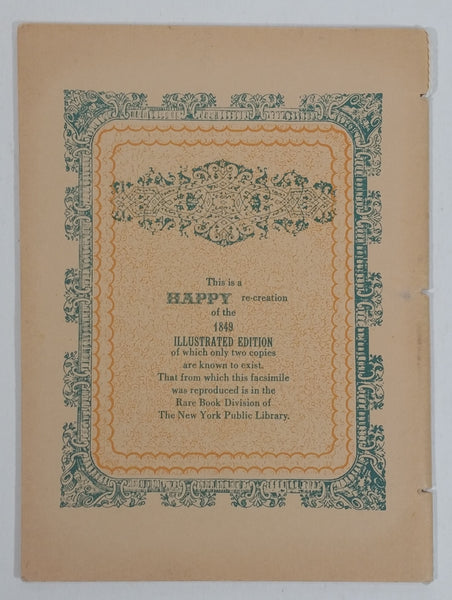 This is a
HAPPY re-creation
of the
1849
ILLUSTRATED EDITION
of which only two copies
are known to exist.
That from which this facsimile
was reproduced is in the
Rare Book Division of
The New York Public Library.